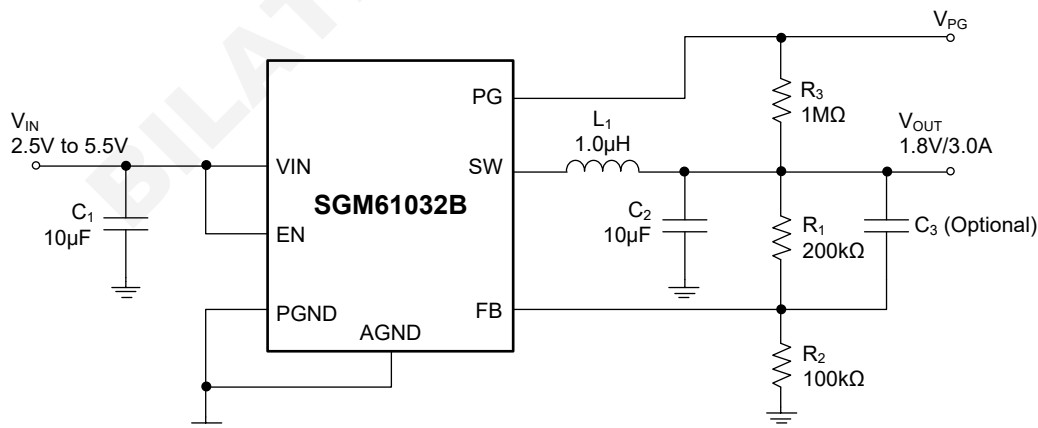 BILAT
V_PG
PG
R_3
1MΩ
L_1
1.0µH
V_IN
2.5V to 5.5V
V_OUT
1.8V/3.0A
VIN
SW
SGM61032B
C_1
10µF
EN
C_2
10µF
R_1
200kΩ
C_3 (Optional)
PGND
AGND
FB
R_2
100kΩ